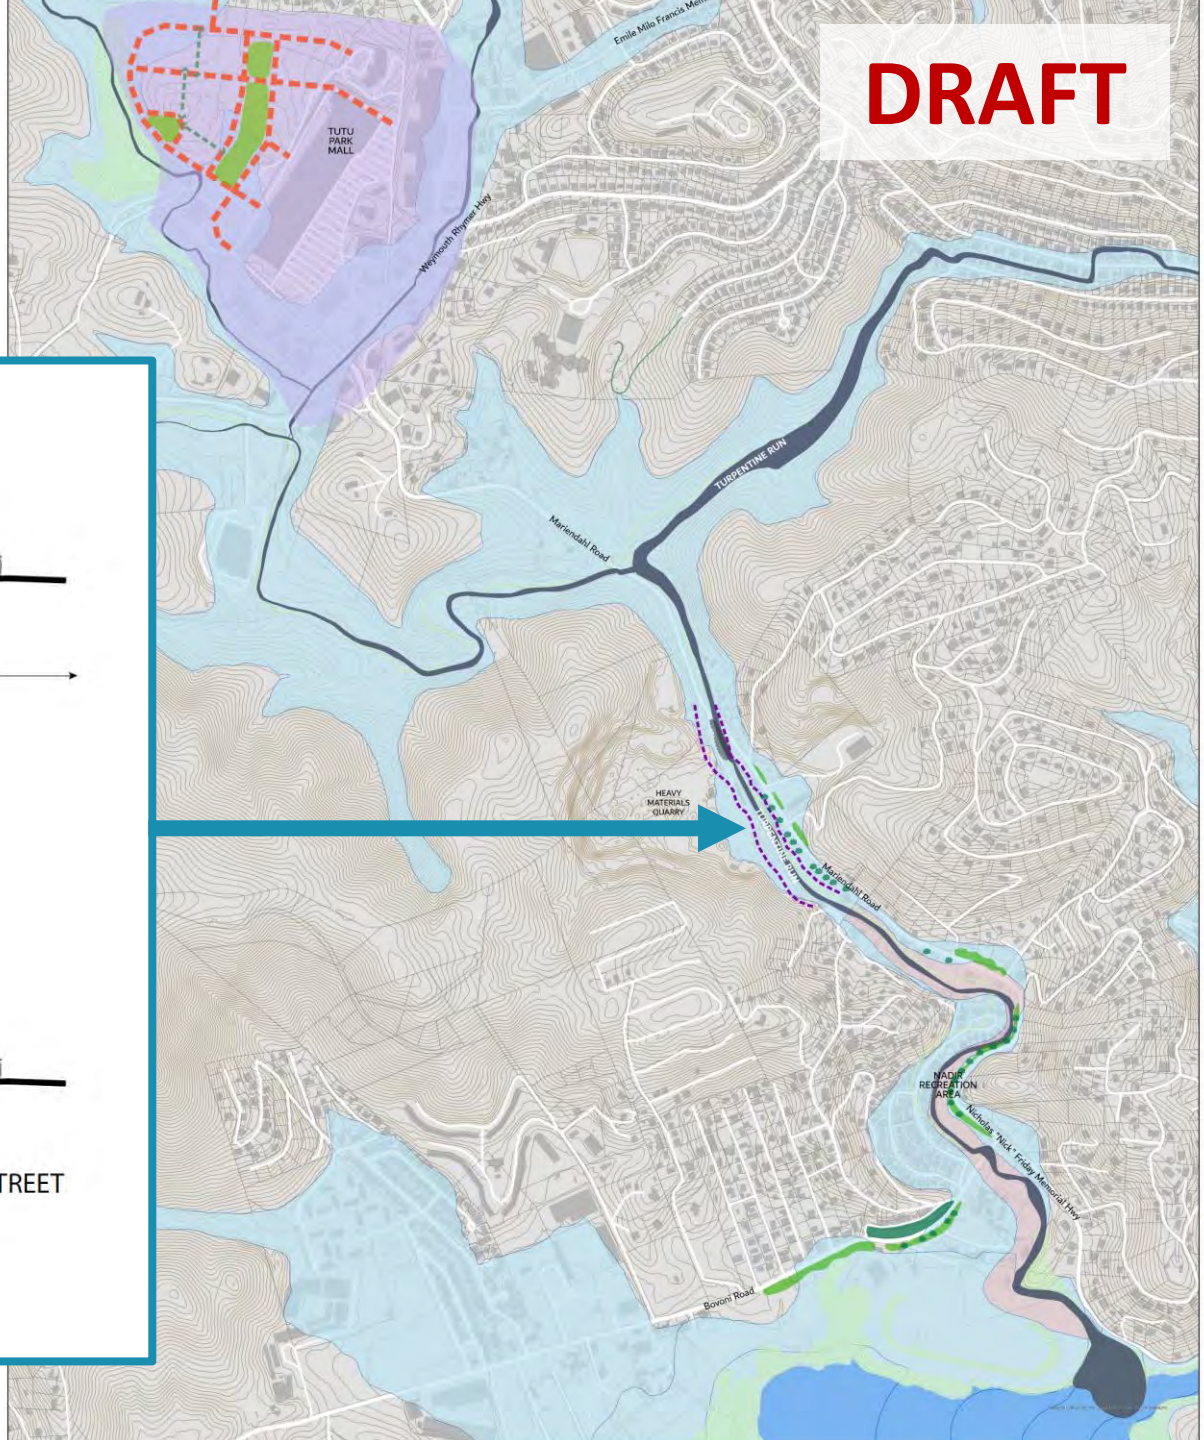 Emile Milo Francis Mem
DRAFT
TUTU
PARK
MALL
Weymouth Rhymer Hwy
TURPENTINE RUN
Mariendahl Road
HEAVY
MATERIALS
QUARRY
Mariendahl Road
NADIR
RECREATION
AREA
Nicholas "Nick" Friday Memorial Hwy
TREET
Bovoni Road